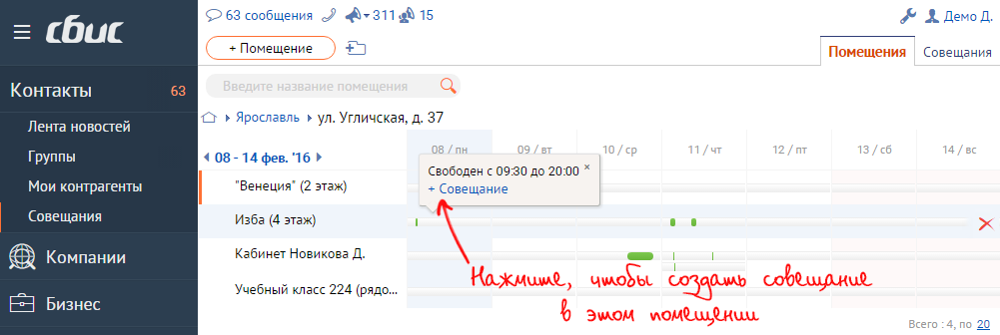 сбис
63 сообщения 311 15 Демо Д.
+ Помещение Помещения Совещания
Контакты 63
Введите название помещения
Лента новостей
Ярославль ул. Угличская, д. 37
Группы
08 - 14 фев. '16 08 / пн 09 / вт 10 / ср 11 / чт 12 / пт 13 / сб 14 / вс
Мои контрагенты
"Венеция" (2 этаж)
Свободен с 09:30 до 20:00 ×
+ Совещание
Совещания
Изба (4 этаж)
Компании
Кабинет Новикова Д.
Нажмите, чтобы создать совещание
в этом помещении
Учебный класс 224 (рядо...
Бизнес
Всего : 4, по 20